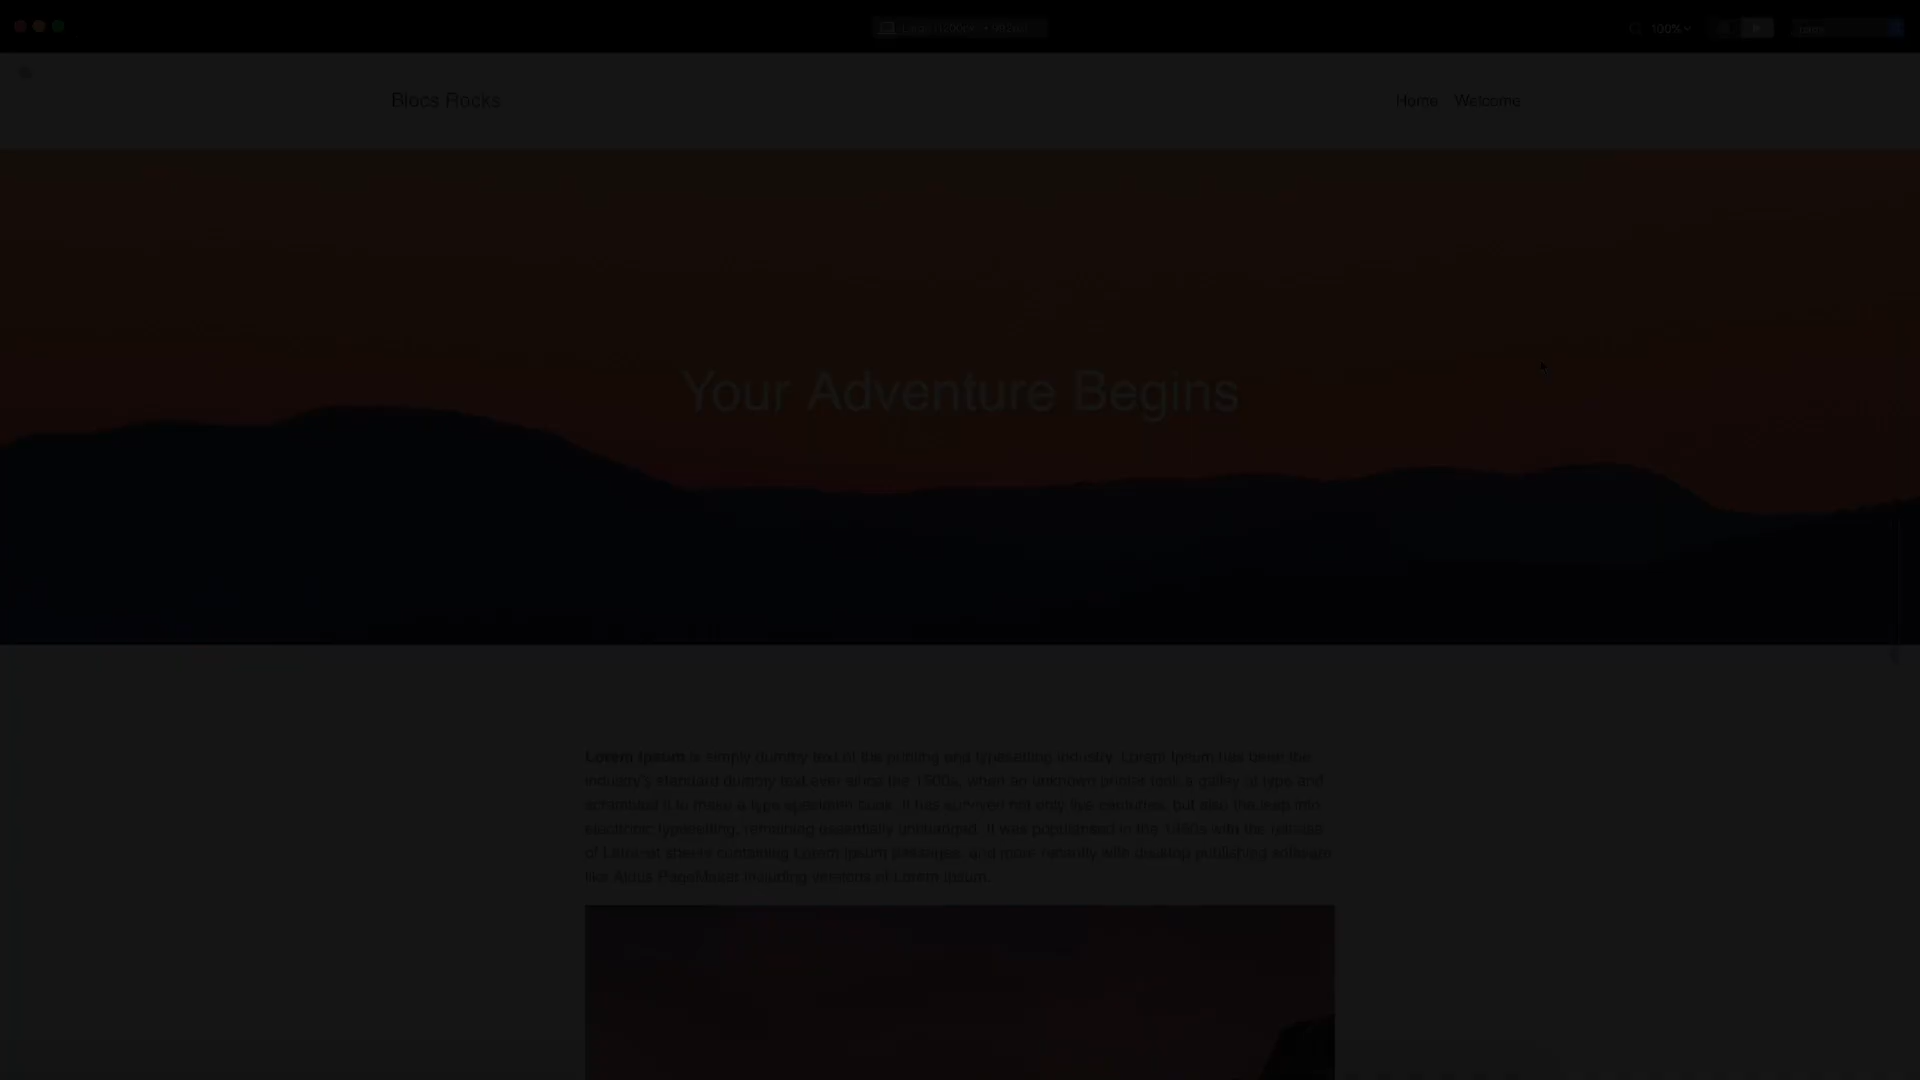 100%
Blocs Rocks
Home Welcome
Your Adventure Begins
Lorem Ipsum is simply dummy text of the printing and typesetting industry. Lorem Ipsum has been the
industry's standard dummy text ever since the 1500s, when an unknown printer took a galley of type and
scrambled it to make a type specimen book. It has survived not only five centuries, but also the leap into
electronic typesetting, remaining essentially unchanged. It was popularised in the 1960s with the release
of Letraset sheets containing Lorem Ipsum passages, and more recently with desktop publishing software
like Aldus PageMaker including versions of Lorem Ipsum.